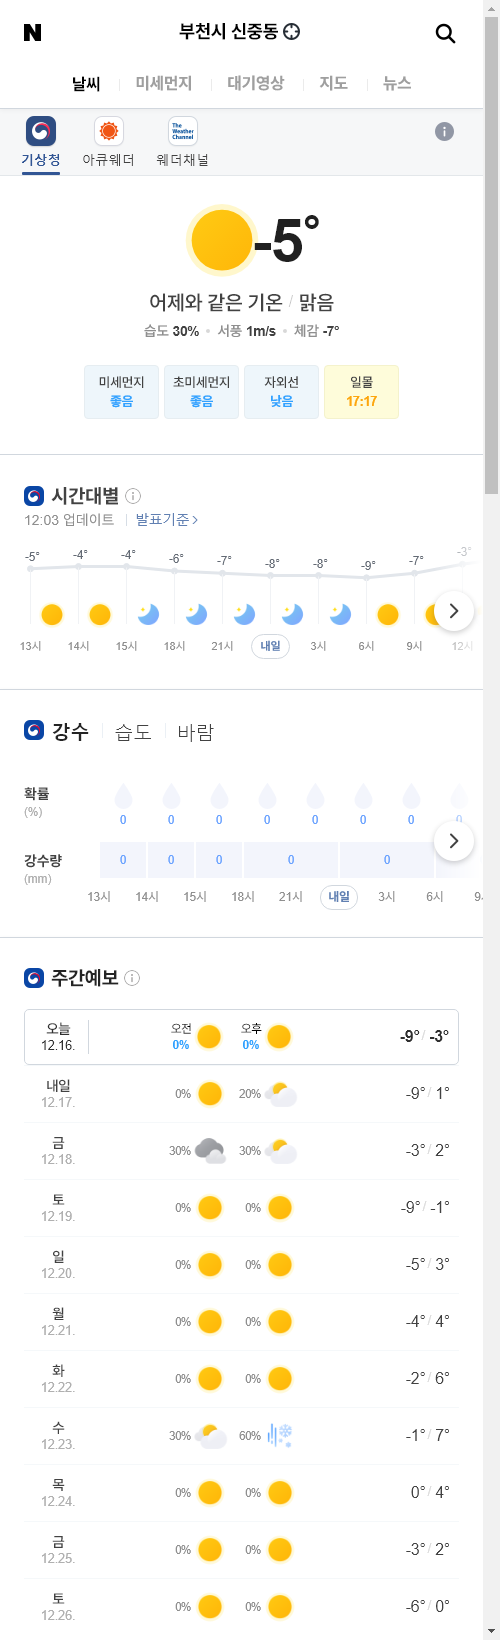 N
부천시 신중동
날씨 미세먼지 대기영상 지도 뉴스
The Weather Channel
기상청 아큐웨더 웨더채널
-5°
어제와 같은 기온 / 맑음
습도 30% 서풍 1m/s 체감 -7°
미세먼지 초미세먼지 자외선 일몰
좋음 좋음 낮음 17:17
시간대별
12:03 업데이트 발표기준
-5° -4° -4° -6° -7° -8° -8° -9° -7° -3°
13시 14시 15시 18시 21시 내일 3시 6시 9시 12시
강수 습도 바람
확률
(%)
0 0 0 0 0 0 0 0
강수량
(mm)
0 0 0 0 0
13시 14시 15시 18시 21시 내일 3시 6시 9
주간예보
오늘 12.16. 오전 0% 오후 0% -9° / -3°
내일 12.17. 0% 20% -9° / 1°
금 12.18. 30% 30% -3° / 2°
토 12.19. 0% 0% -9° / -1°
일 12.20. 0% 0% -5° / 3°
월 12.21. 0% 0% -4° / 4°
화 12.22. 0% 0% -2° / 6°
수 12.23. 30% 60% -1° / 7°
목 12.24. 0% 0% 0° / 4°
금 12.25. 0% 0% -3° / 2°
토 12.26. 0% 0% -6° / 0°